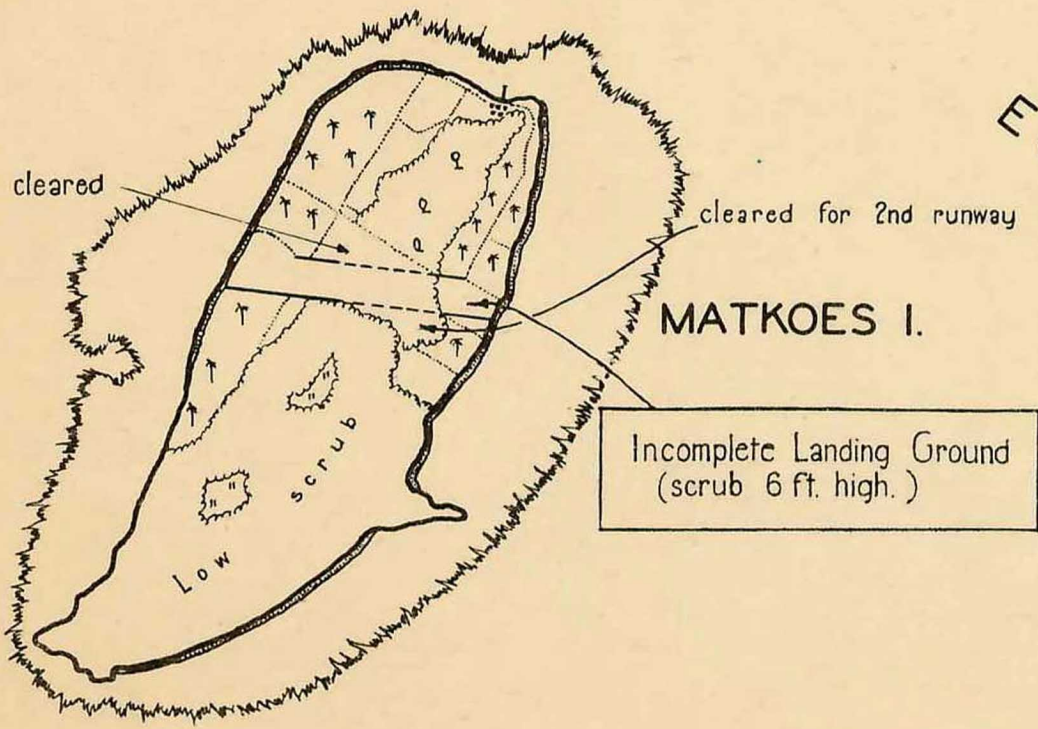 E
cleared
cleared for 2nd runway
MATKOES I.
Incomplete Landing Ground
(scrub 6 ft. high.)
Low scrub